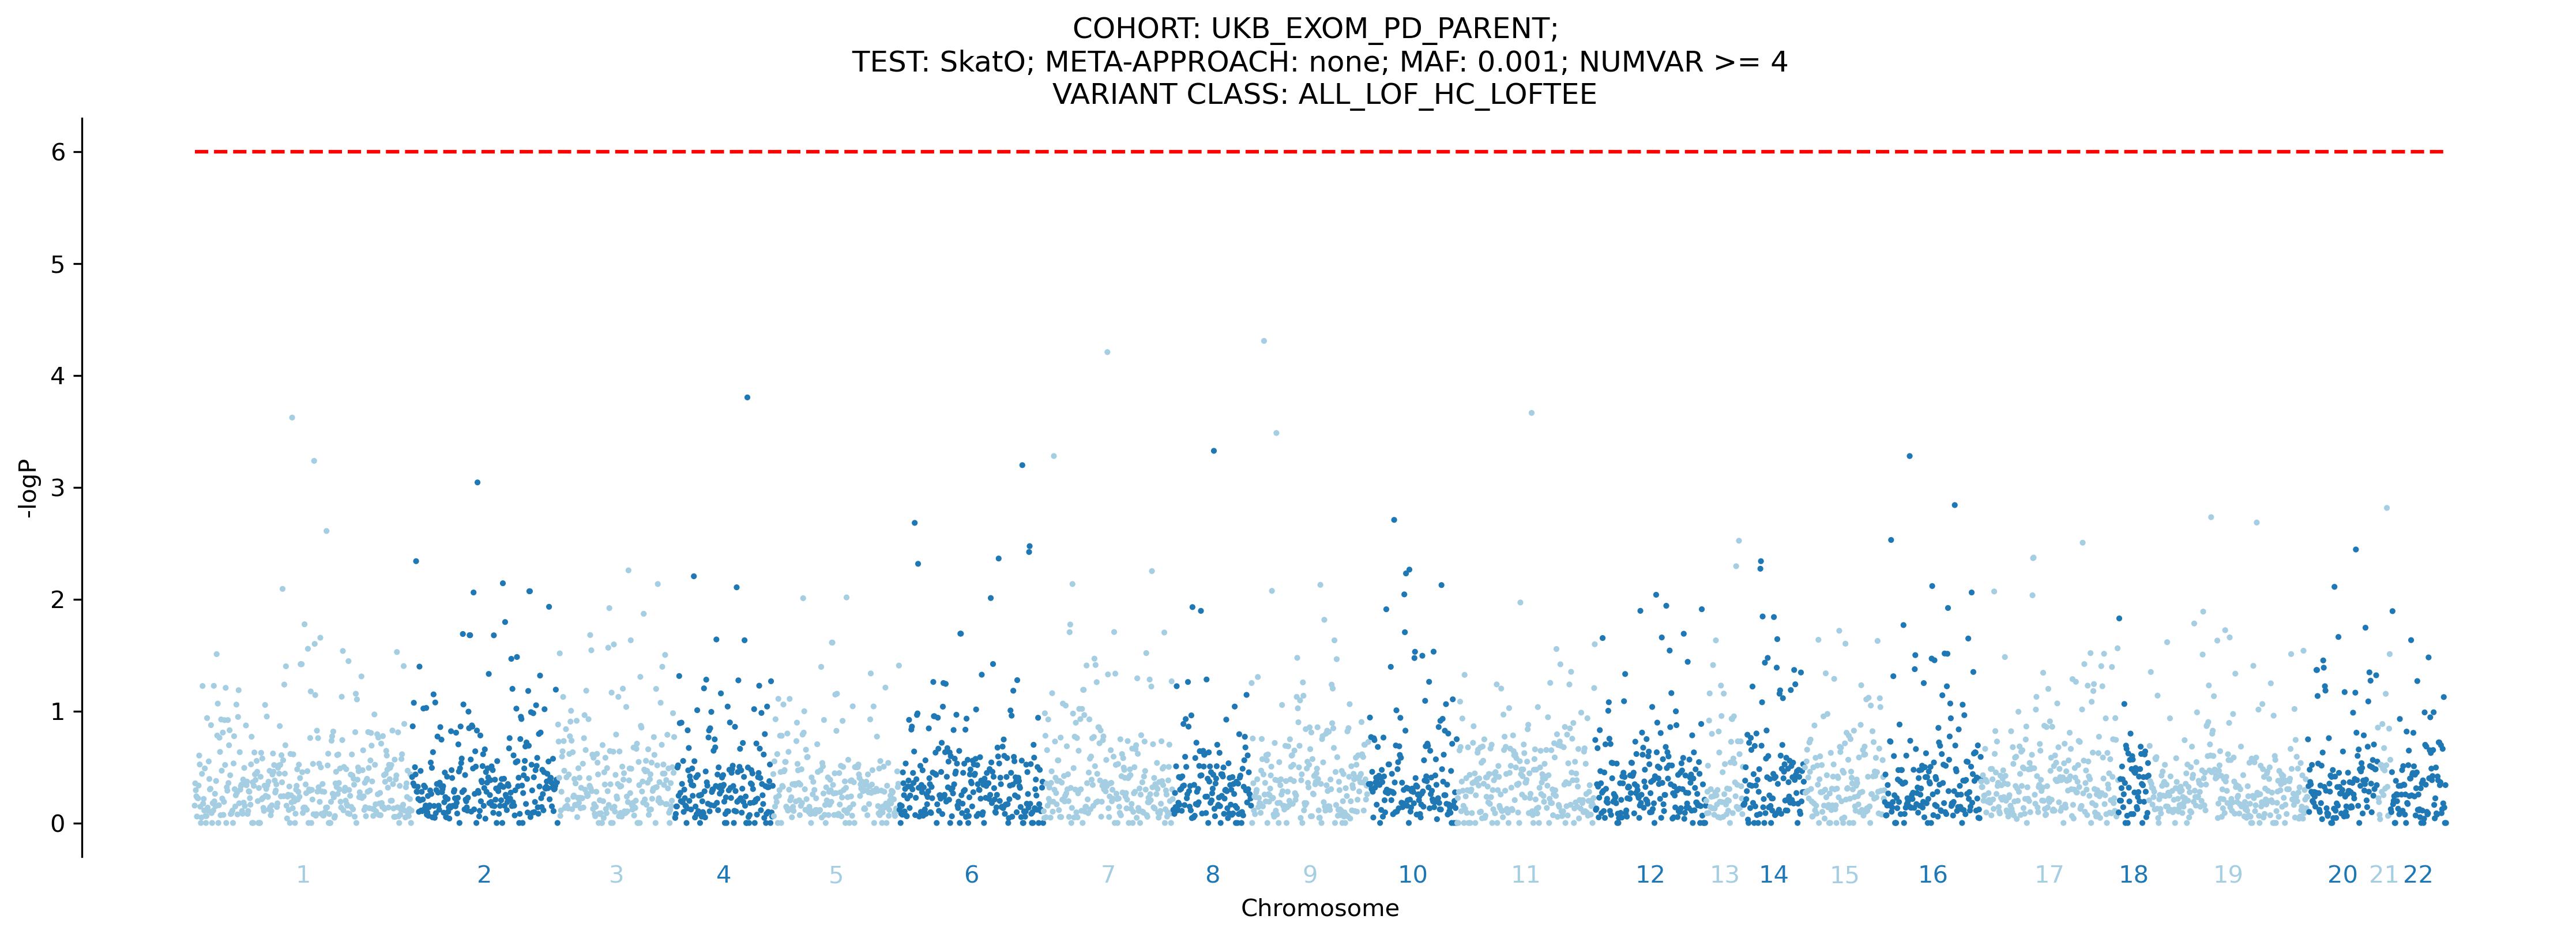 COHORT: UKB_EXOM_PD_PARENT;
TEST: SkatO; META-APPROACH: none; MAF: 0.001; NUMVAR >= 4
VARIANT CLASS: ALL_LOF_HC_LOFTEE
6
5
4
3
2
1
0
-logP
1 2 3 4 5 6 7 8 9 10 11 12 13 14 15 16 17 18 19 20 21 22
Chromosome